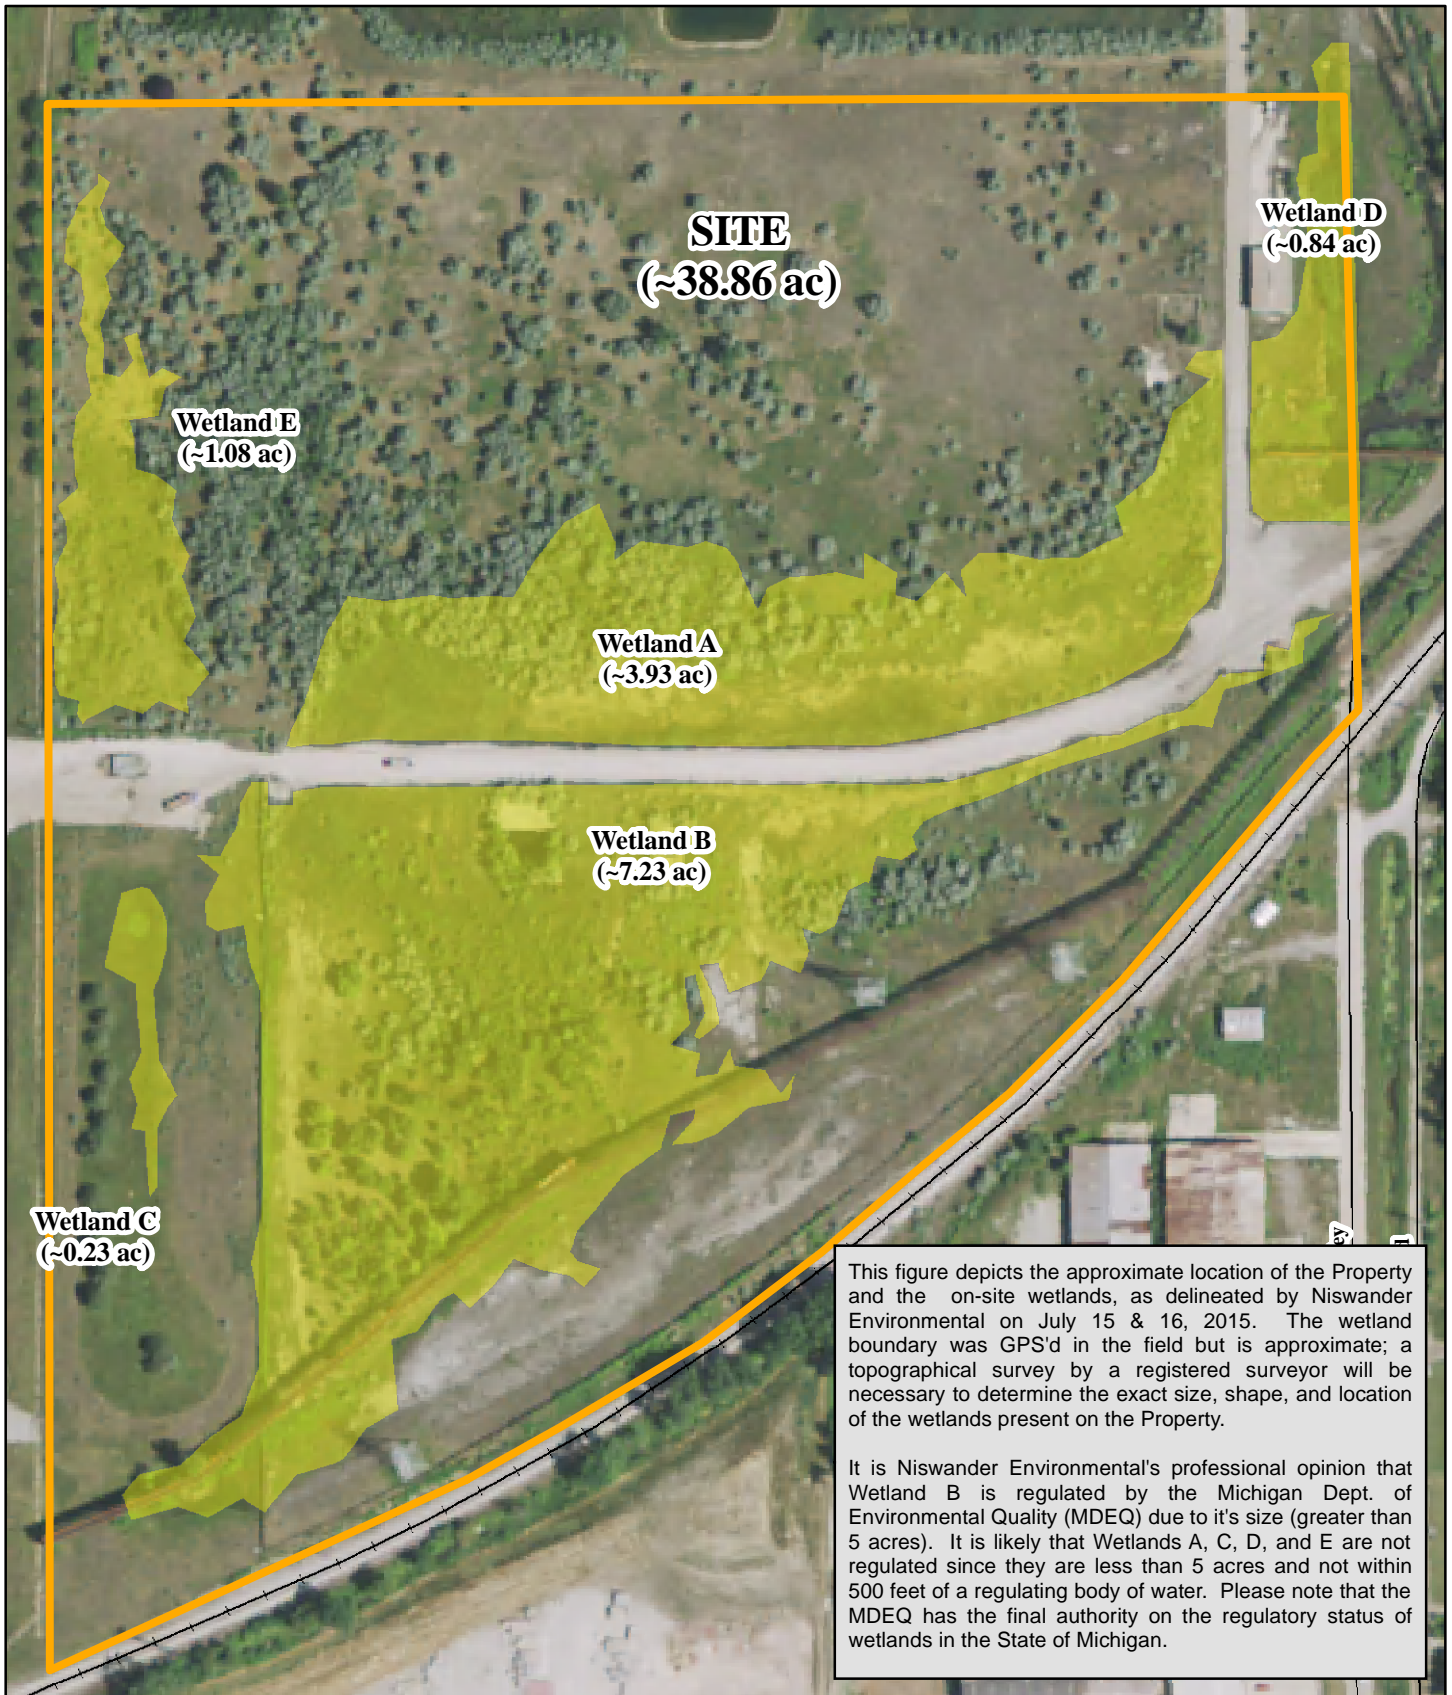 SITE
(~38.86 ac)
Wetland D
(~0.84 ac)
Wetland E
(~1.08 ac)
Wetland A
(~3.93 ac)
Wetland B
(~7.23 ac)
Wetland C
(~0.23 ac)
ey
This figure depicts the approximate location of the Property
and the on-site wetlands, as delineated by Niswander
Environmental on July 15 & 16, 2015. The wetland
boundary was GPS'd in the field but is approximate; a
topographical survey by a registered surveyor will be
necessary to determine the exact size, shape, and location
of the wetlands present on the Property.
It is Niswander Environmental's professional opinion that
Wetland B is regulated by the Michigan Dept. of
Environmental Quality (MDEQ) due to it's size (greater than
5 acres). It is likely that Wetlands A, C, D, and E are not
regulated since they are less than 5 acres and not within
500 feet of a regulating body of water. Please note that the
MDEQ has the final authority on the regulatory status of
wetlands in the State of Michigan.